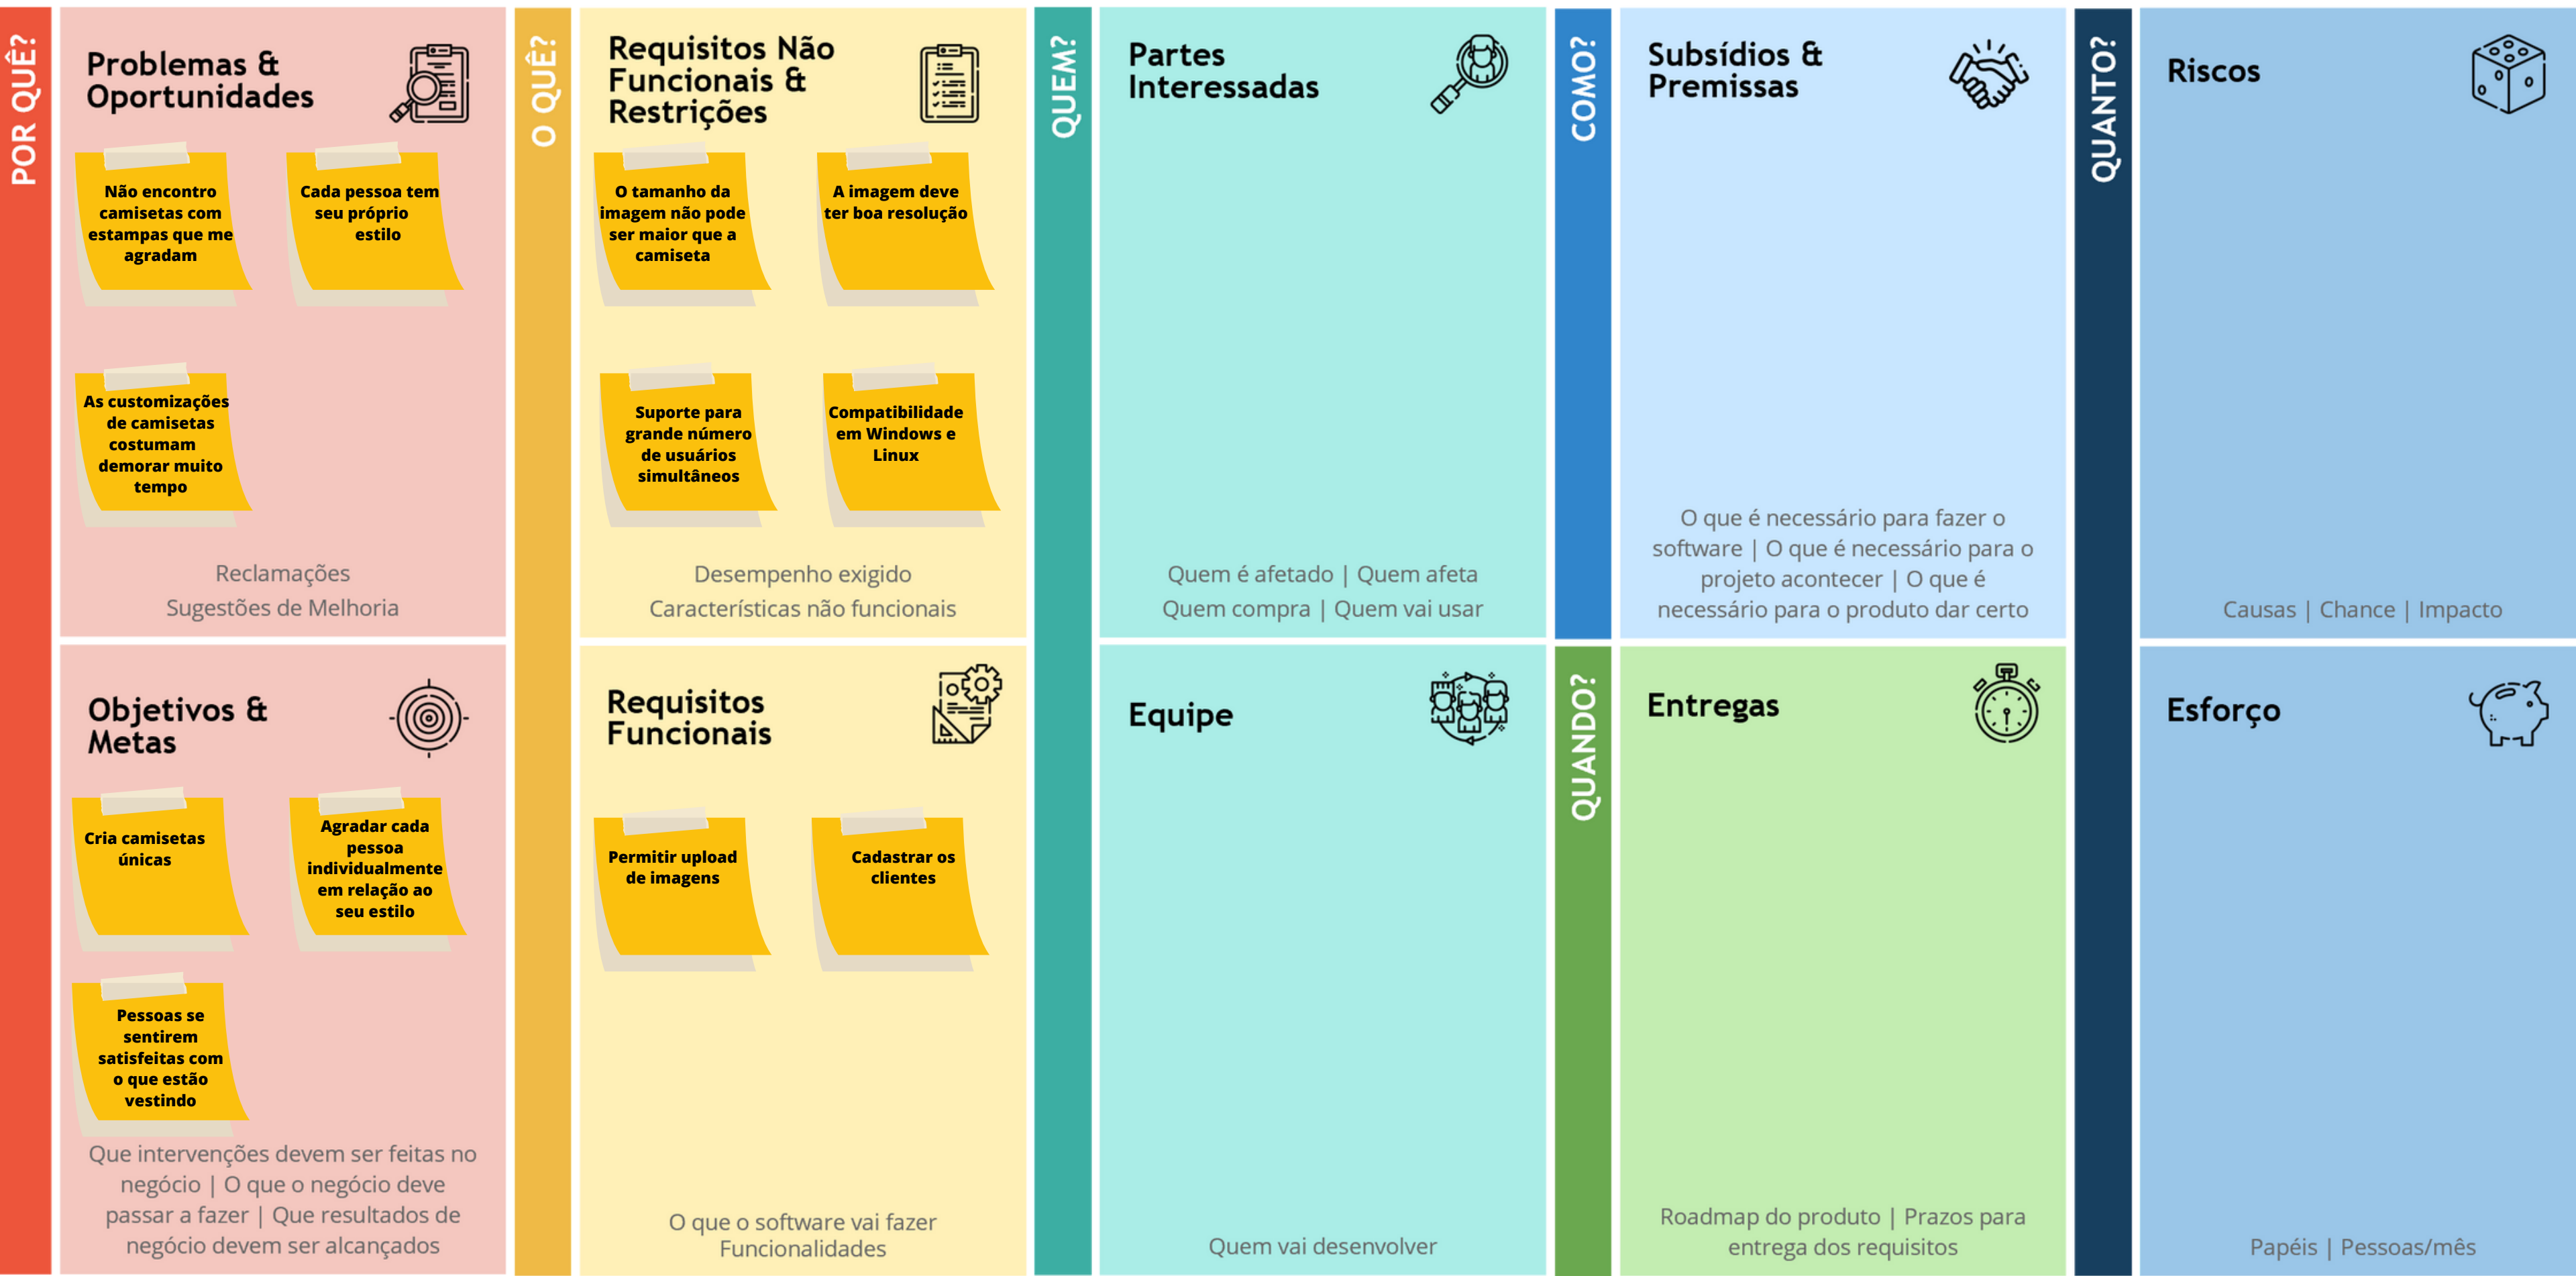 POR QUÊ?
Problemas &
Oportunidades
Não encontro
camisetas com
estampas que me
agradam
Cada pessoa tem
seu próprio
estilo
As customizações
de camisetas
costumam
demorar muito
tempo
Reclamações
Sugestões de Melhoria
Objetivos &
Metas
Cria camisetas
únicas
Agradar cada
pessoa
individualmente
em relação ao
seu estilo
Pessoas se
sentirem
satisfeitas com
o que estão
vestindo
Que intervenções devem ser feitas no
negócio | O que o negócio deve
passar a fazer | Que resultados de
negócio devem ser alcançados
O QUÊ?
Requisitos Não
Funcionais &
Restrições
O tamanho da
imagem não pode
ser maior que a
camiseta
A imagem deve
ter boa resolução
Suporte para
grande número
de usuários
simultâneos
Compatibilidade
em Windows e
Linux
Desempenho exigido
Características não funcionais
Requisitos
Funcionais
Permitir upload
de imagens
Cadastrar os
clientes
O que o software vai fazer
Funcionalidades
QUEM?
Partes
Interessadas
Quem é afetado | Quem afeta
Quem compra | Quem vai usar
Equipe
Quem vai desenvolver
COMO?
Subsídios &
Premissas
O que é necessário para fazer o
software | O que é necessário para o
projeto acontecer | O que é
necessário para o produto dar certo
QUANDO?
Entregas
Roadmap do produto | Prazos para
entrega dos requisitos
QUANTO?
Riscos
Causas | Chance | Impacto
Esforço
Papéis | Pessoas/mês